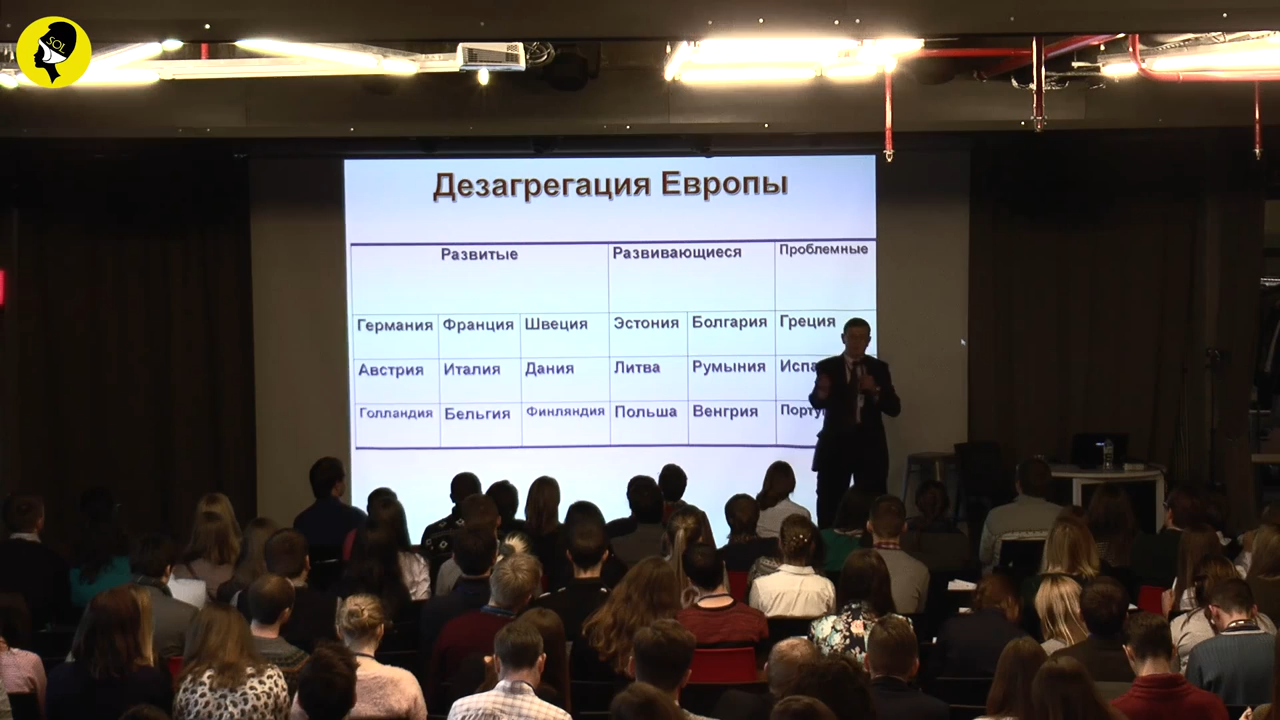 SOL
Дезагрегация Европы
Развитые Развивающиеся Проблемные
Германия Франция Швеция Эстония Болгария Греция
Австрия Италия Дания Литва Румыния
Голландия Бельгия Финляндия Польша Венгрия